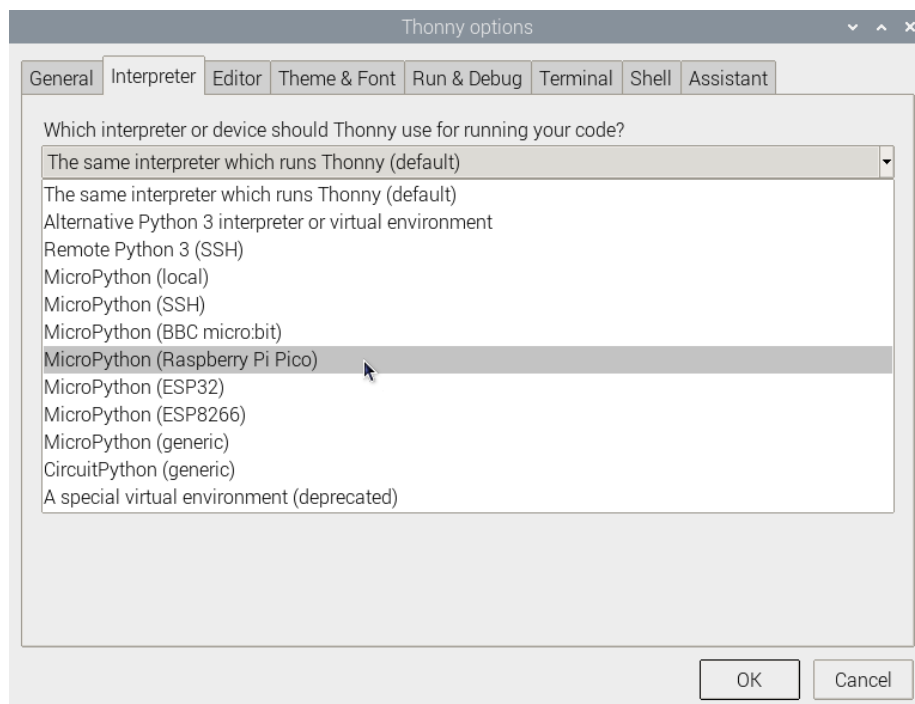 Thonny options
General Interpreter Editor Theme & Font Run & Debug Terminal Shell Assistant
Which interpreter or device should Thonny use for running your code?
The same interpreter which runs Thonny (default)
The same interpreter which runs Thonny (default)
Alternative Python 3 interpreter or virtual environment
Remote Python 3 (SSH)
MicroPython (local)
MicroPython (SSH)
MicroPython (BBC micro:bit)
MicroPython (Raspberry Pi Pico)
MicroPython (ESP32)
MicroPython (ESP8266)
MicroPython (generic)
CircuitPython (generic)
A special virtual environment (deprecated)
OK Cancel